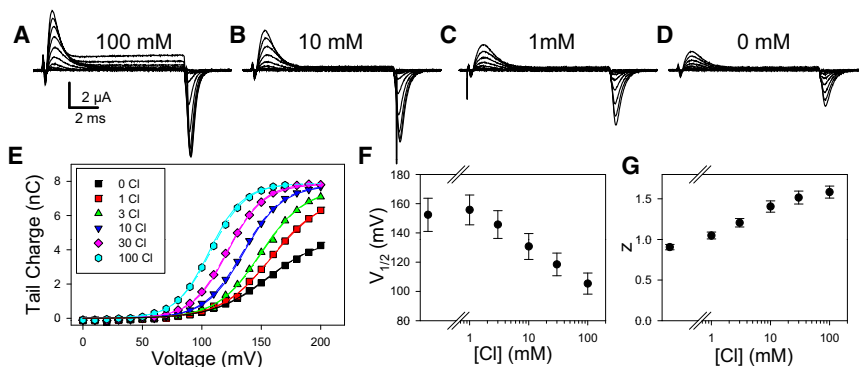 A
100 mM
B
10 mM
C
1mM
D
0 mM
2 µA
2 ms
E
Tail Charge (nC)
8
6
4
2
0
0 Cl
1 Cl
3 Cl
10 Cl
30 Cl
100 Cl
0 50 100 150 200
Voltage (mV)
F
V1/2 (mV)
180
160
140
120
100
80
1 10 100
[Cl] (mM)
G
z
1.5
1.0
0.5
0.0
1 10 100
[Cl] (mM)